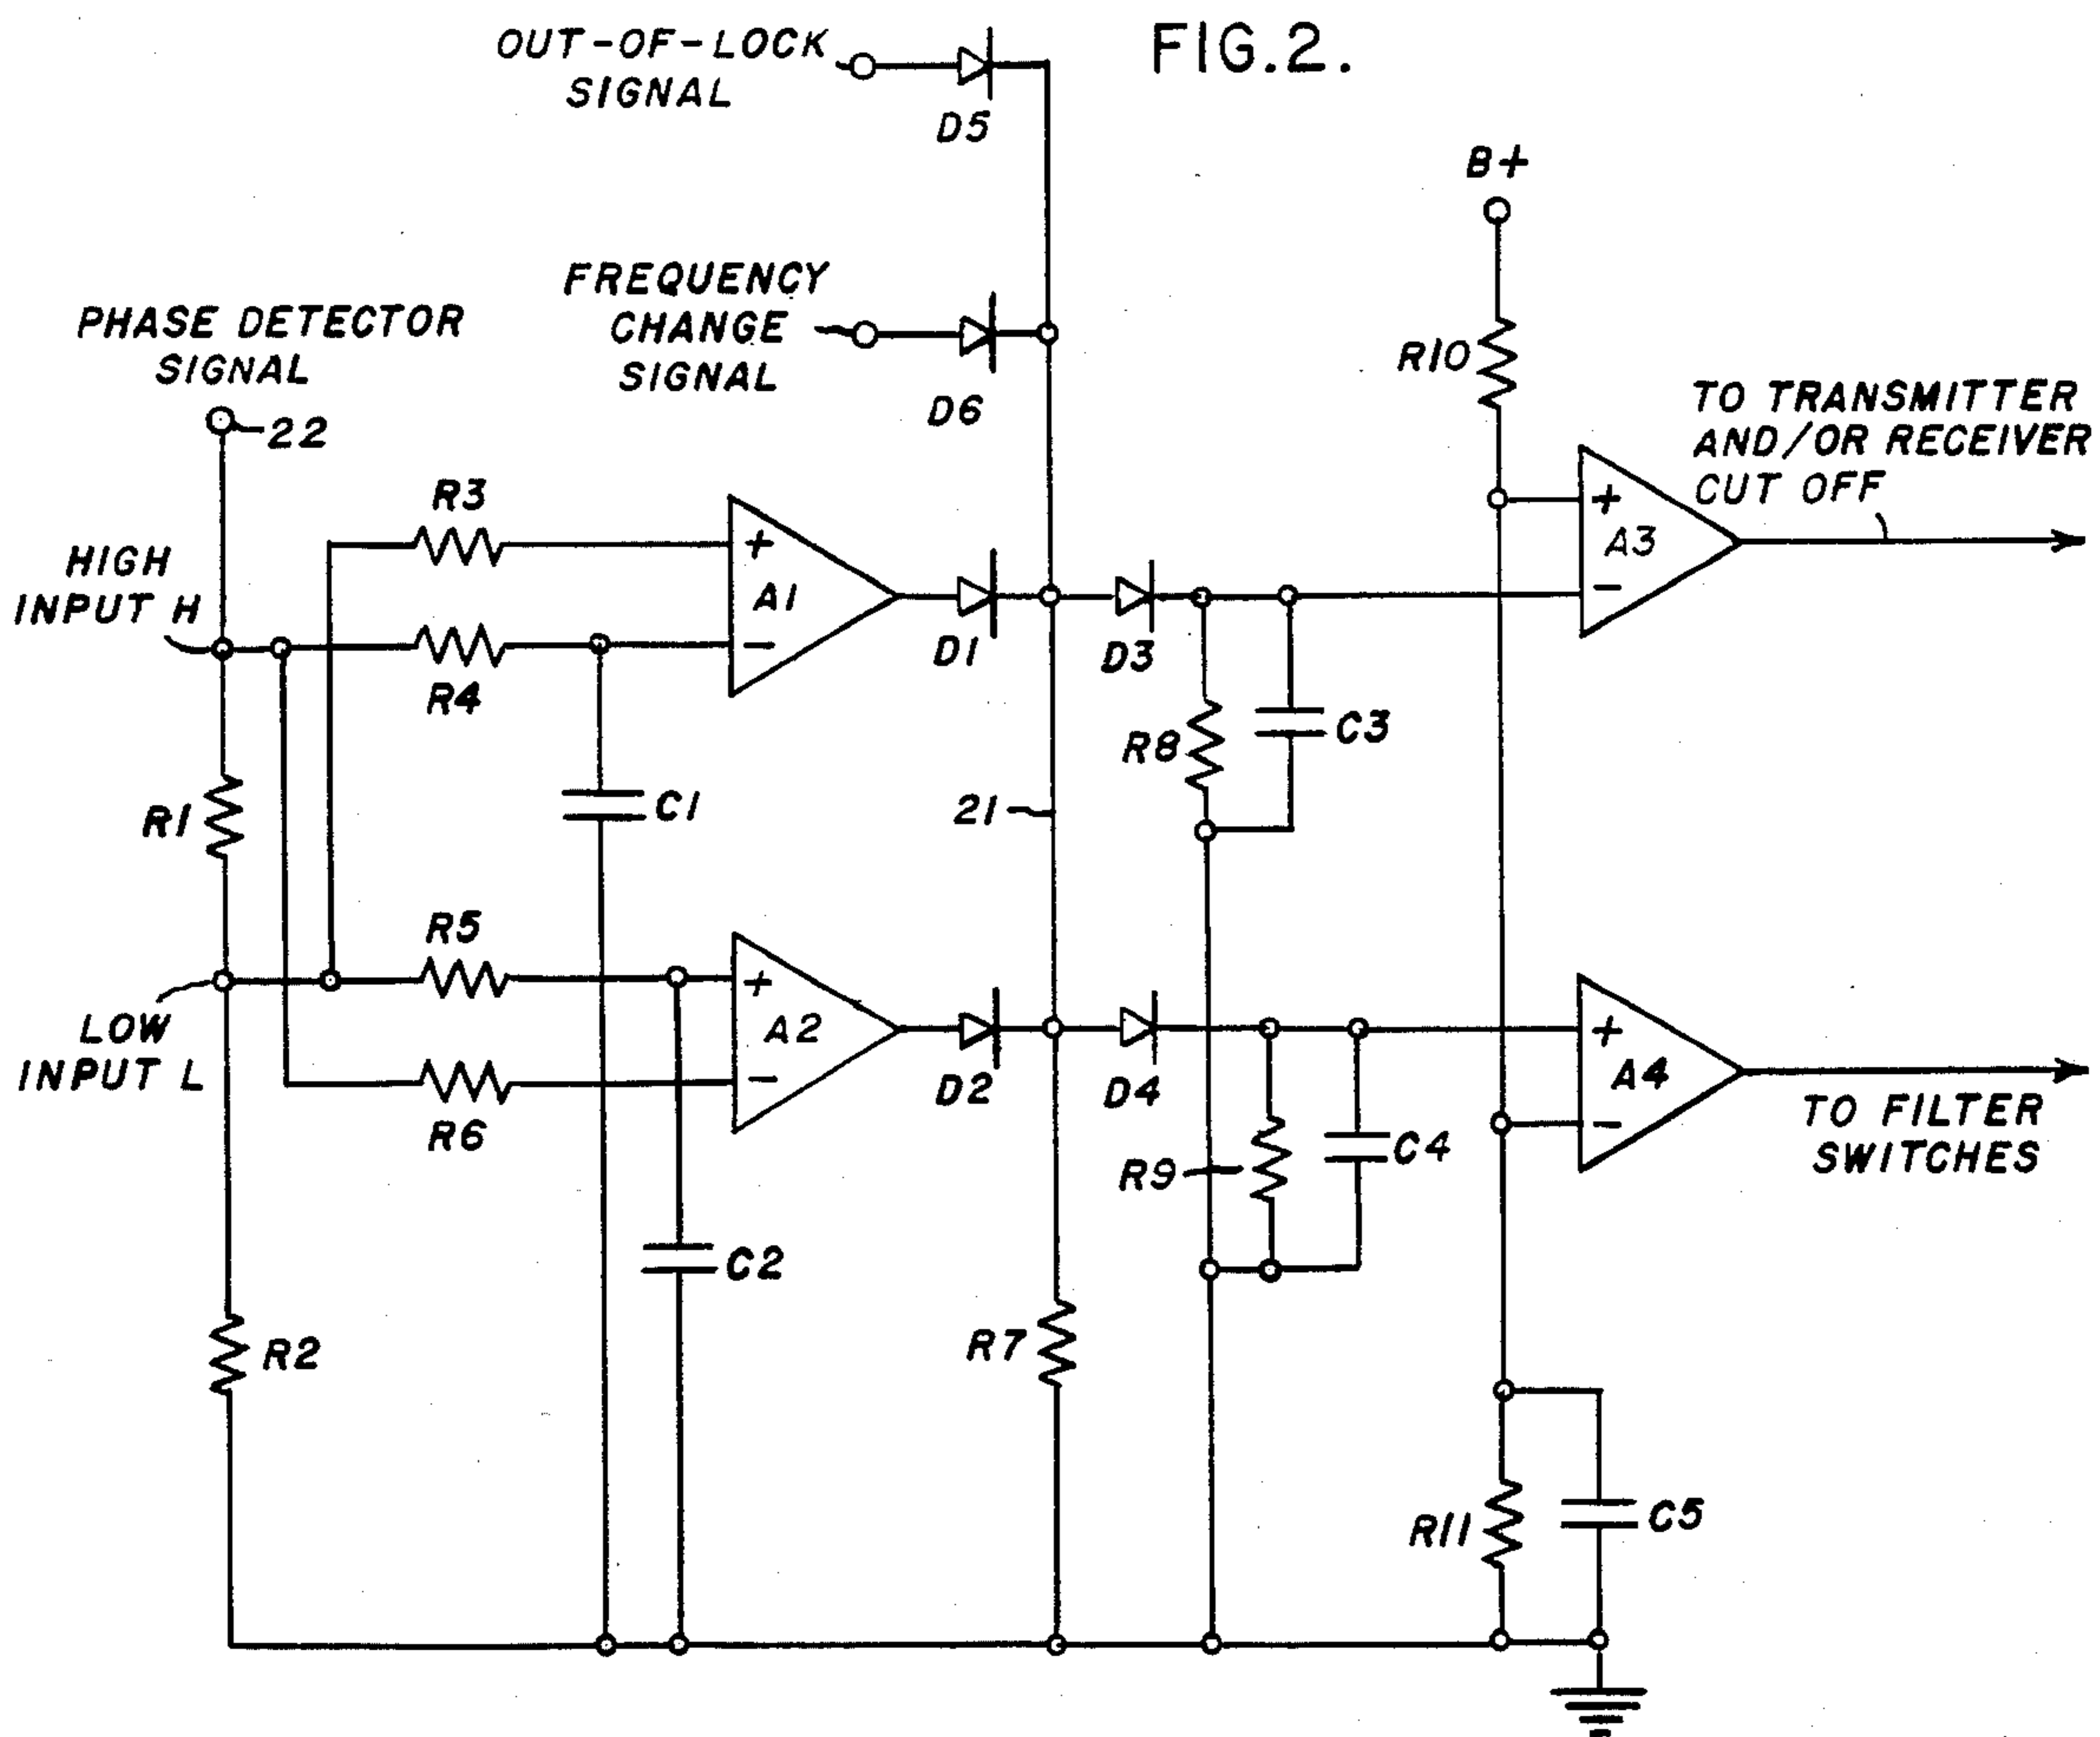 FIG.2.
OUT-OF-LOCK
SIGNAL
D5
B+
FREQUENCY
CHANGE
SIGNAL
D6
PHASE DETECTOR
SIGNAL
22
R10
TO TRANSMITTER
AND/OR RECEIVER
CUT OFF
R3
HIGH
INPUT H
+
A1
-
R4
D1
D3
+
A3
-
R1
C1
21
R8
C3
R5
LOW
INPUT L
+
A2
-
R6
D2
D4
+
A4
-
TO FILTER
SWITCHES
R9
C4
C2
R2
R7
R11
C5